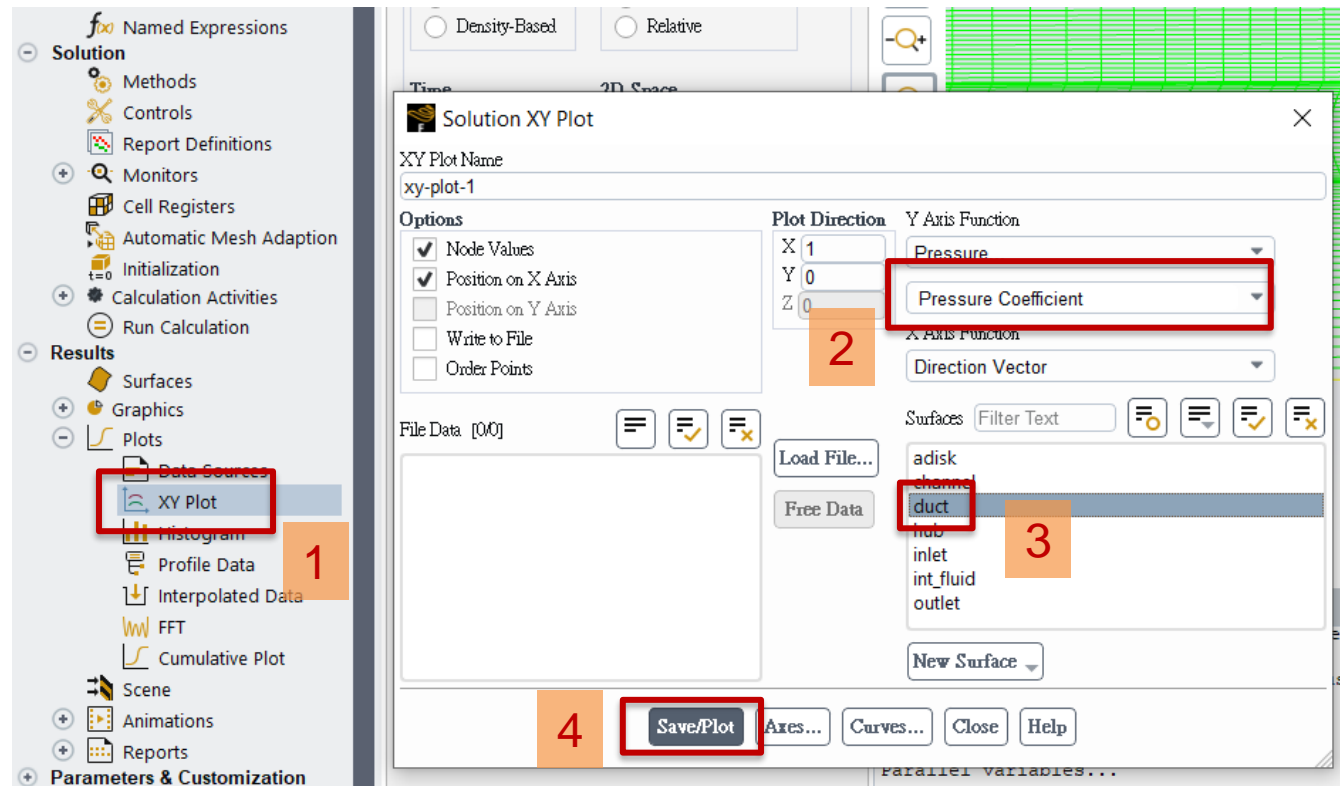 f(x) Named Expressions
Solution
Methods
Controls
Report Definitions
Monitors
Cell Registers
Automatic Mesh Adaption
t=0 Initialization
Calculation Activities
Run Calculation
Results
Surfaces
Graphics
Plots
Data Sources
XY Plot
Histogram
Profile Data
Interpolated Data
FFT
Cumulative Plot
Scene
Animations
Reports
Parameters & Customization
1
Density-Based
Relative
Time
2D Space
Solution XY Plot
XY Plot Name
xy-plot-1
Options
Node Values
Position on X Axis
Position on Y Axis
Write to File
Order Points
Plot Direction
X 1
Y 0
Z 0
2
Y Axis Function
Pressure
Pressure Coefficient
X Axis Function
Direction Vector
File Data [0/0]
Load File...
Free Data
Surfaces Filter Text
adisk
channel
duct
hub
inlet
int_fluid
outlet
3
New Surface
4
Save/Plot
Axes...
Curves...
Close
Help
Parallel variables...